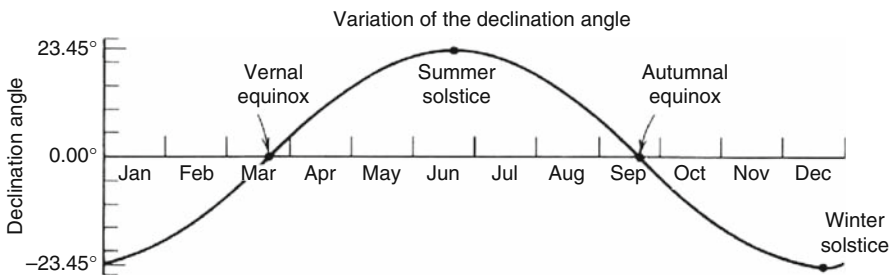 Variation of the declination angle
Declination angle
23.45°
0.00°
–23.45°
Vernal
equinox
Summer
solstice
Autumnal
equinox
Jan Feb Mar Apr May Jun Jul Aug Sep Oct Nov Dec
Winter
solstice